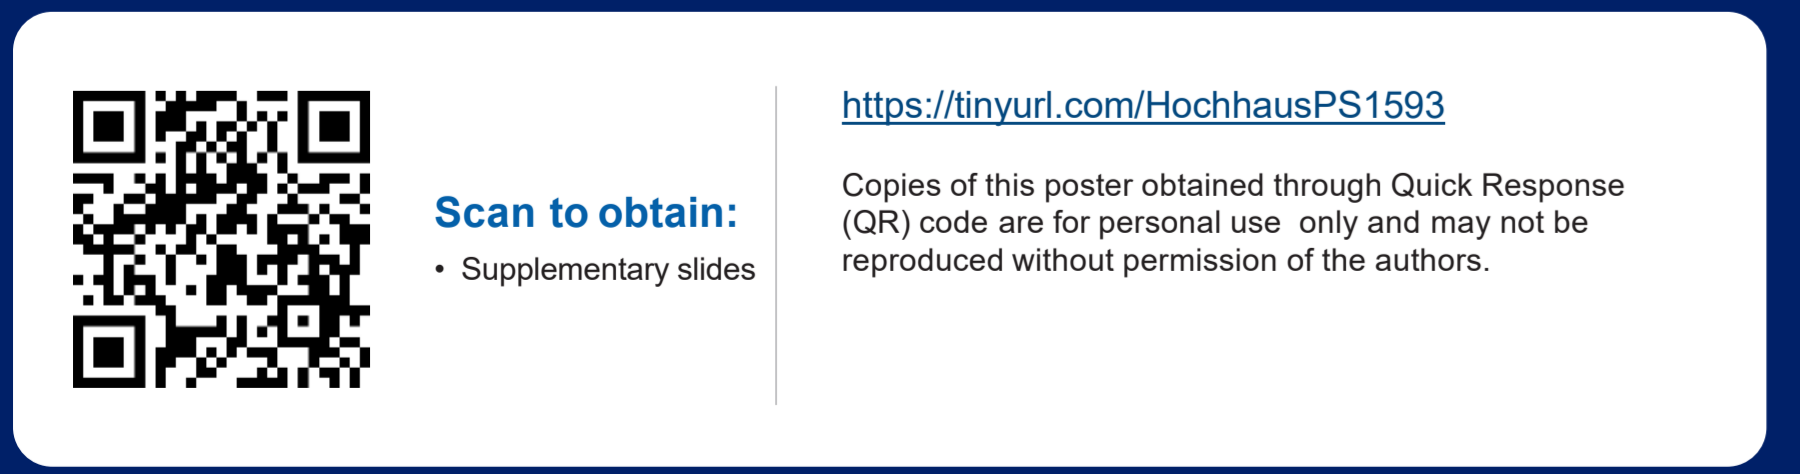 Scan to obtain:
• Supplementary slides
https://tinyurl.com/HochhausPS1593
Copies of this poster obtained through Quick Response
(QR) code are for personal use  only and may not be
reproduced without permission of the authors.